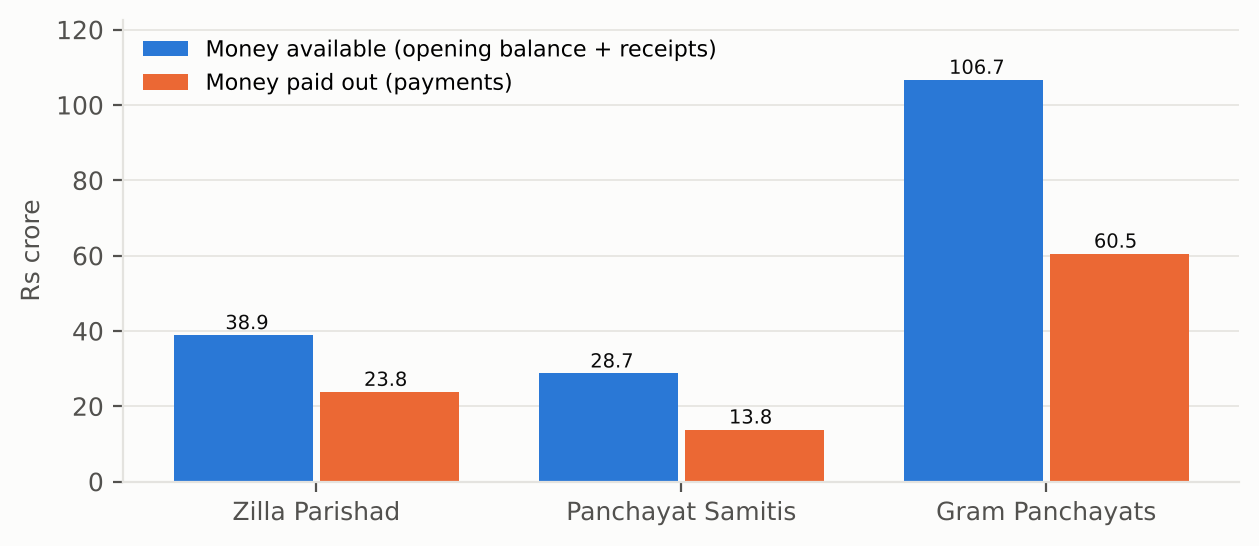 Money available (opening balance + receipts)
Money paid out (payments)
Rs crore
120
100
80
60
40
20
0
38.9
23.8
28.7
13.8
106.7
60.5
Zilla Parishad
Panchayat Samitis
Gram Panchayats